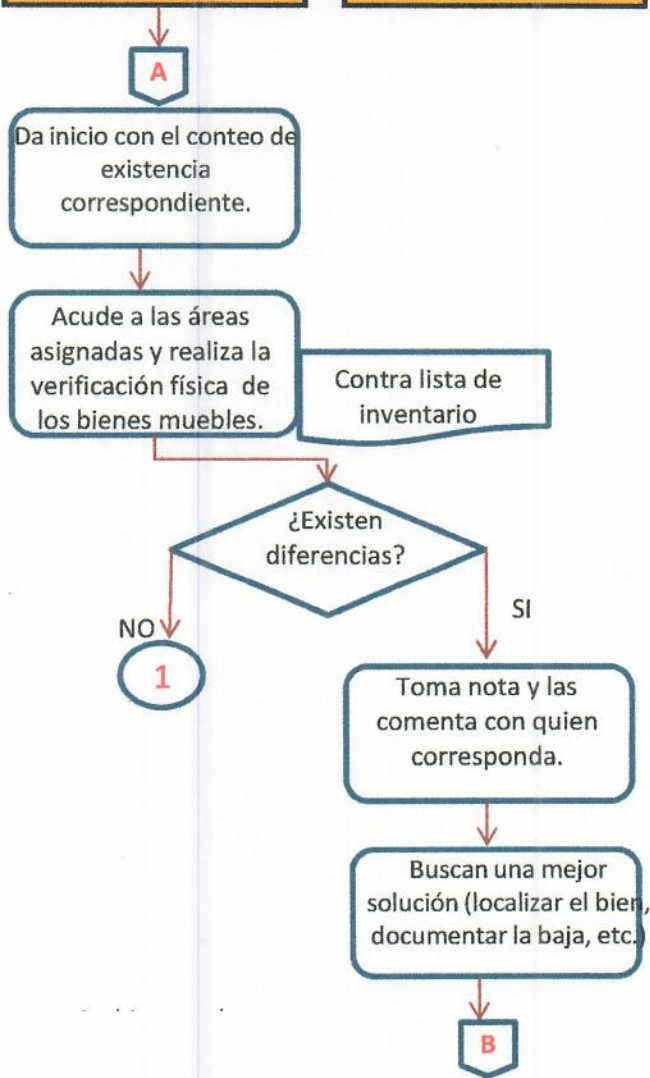 A
Da inicio con el conteo de
existencia
correspondiente.
Acude a las áreas
asignadas y realiza la
verificación física de
los bienes muebles.
Contra lista de
inventario
¿Existen
diferencias?
NO
SI
1
Toma nota y las
comenta con quien
corresponda.
Buscan una mejor
solución (localizar el bien,
documentar la baja, etc.)
B